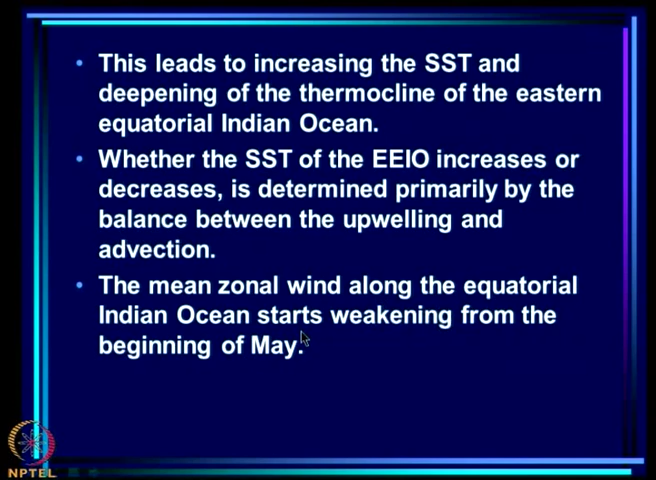 • This leads to increasing the SST and
deepening of the thermocline of the eastern
equatorial Indian Ocean.
• Whether the SST of the EEIO increases or
decreases, is determined primarily by the
balance between the upwelling and
advection.
• The mean zonal wind along the equatorial
Indian Ocean starts weakening from the
beginning of May.
NPTEL